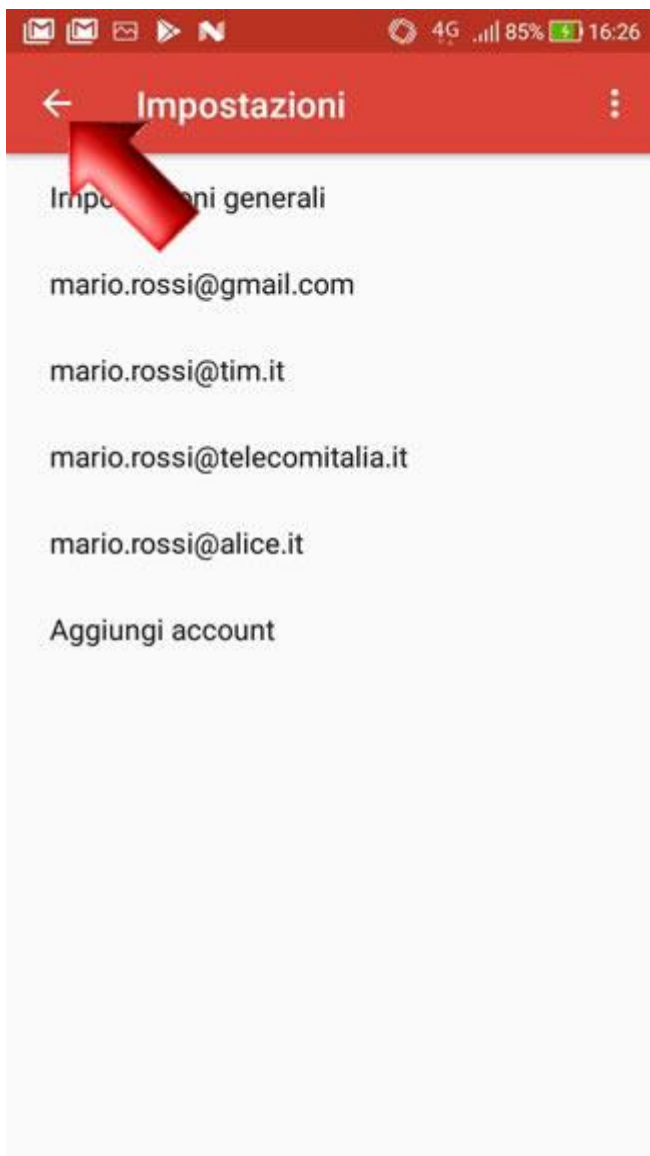 4G 85% 16:26
Impostazioni
generali
mario.rossi@gmail.com
mario.rossi@tim.it
mario.rossi@telecomitalia.it
mario.rossi@alice.it
Aggiungi account